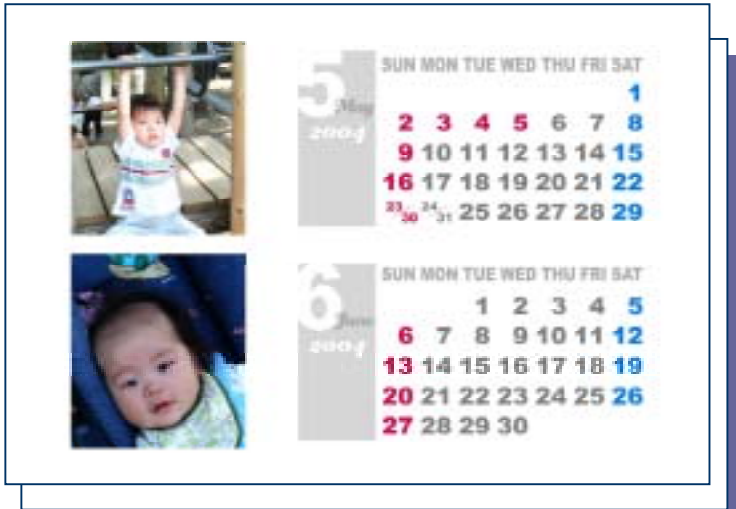 5
May
2004
SUN MON TUE WED THU FRI SAT
1
2 3 4 5 6 7 8
9 10 11 12 13 14 15
16 17 18 19 20 21 22
23/30 24/31 25 26 27 28 29
6
June
2004
SUN MON TUE WED THU FRI SAT
1 2 3 4 5
6 7 8 9 10 11 12
13 14 15 16 17 18 19
20 21 22 23 24 25 26
27 28 29 30